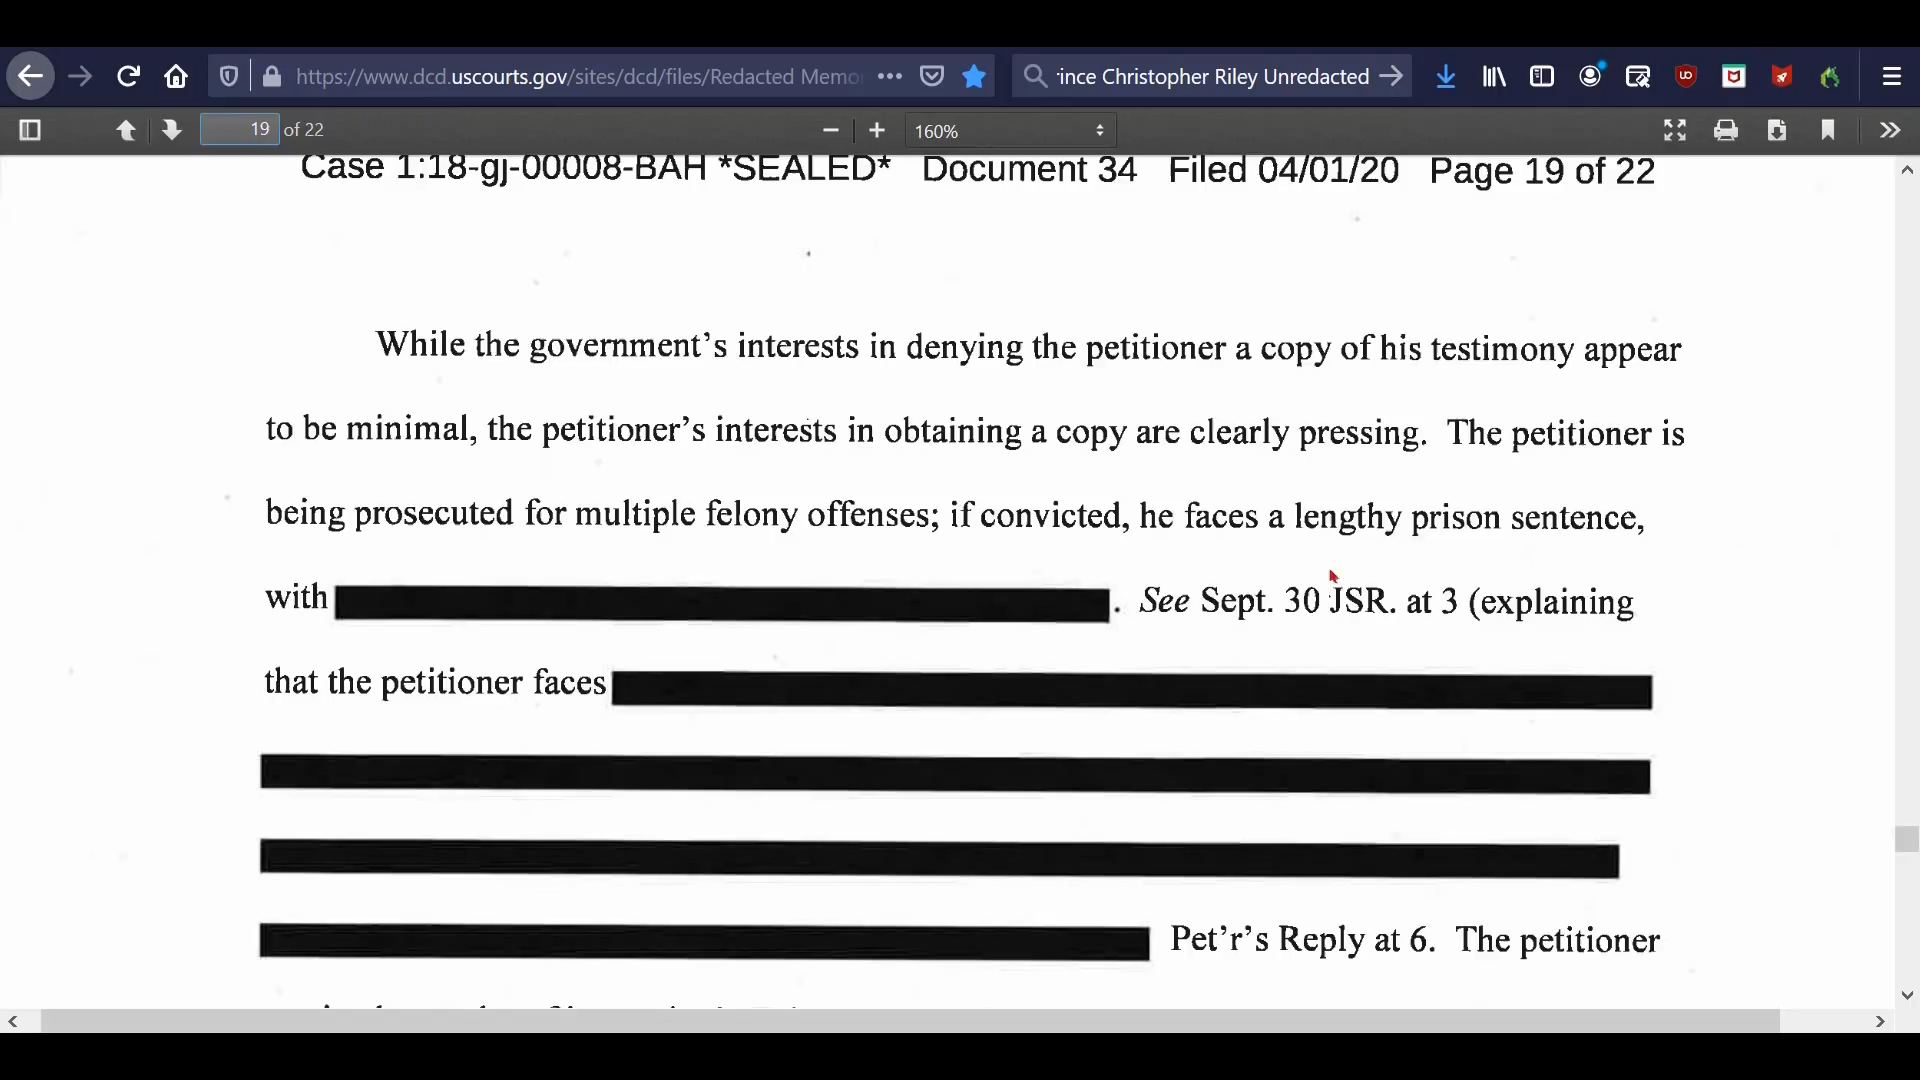 https://www.dcd.uscourts.gov/sites/dcd/files/Redacted Memo
ince Christopher Riley Unredacted
19 of 22
160%
Case 1:18-gj-00008-BAH *SEALED* Document 34 Filed 04/01/20 Page 19 of 22
While the government’s interests in denying the petitioner a copy of his testimony appear
to be minimal, the petitioner’s interests in obtaining a copy are clearly pressing. The petitioner is
being prosecuted for multiple felony offenses; if convicted, he faces a lengthy prison sentence,
with . See Sept. 30 JSR. at 3 (explaining
that the petitioner faces
Pet’r’s Reply at 6. The petitioner